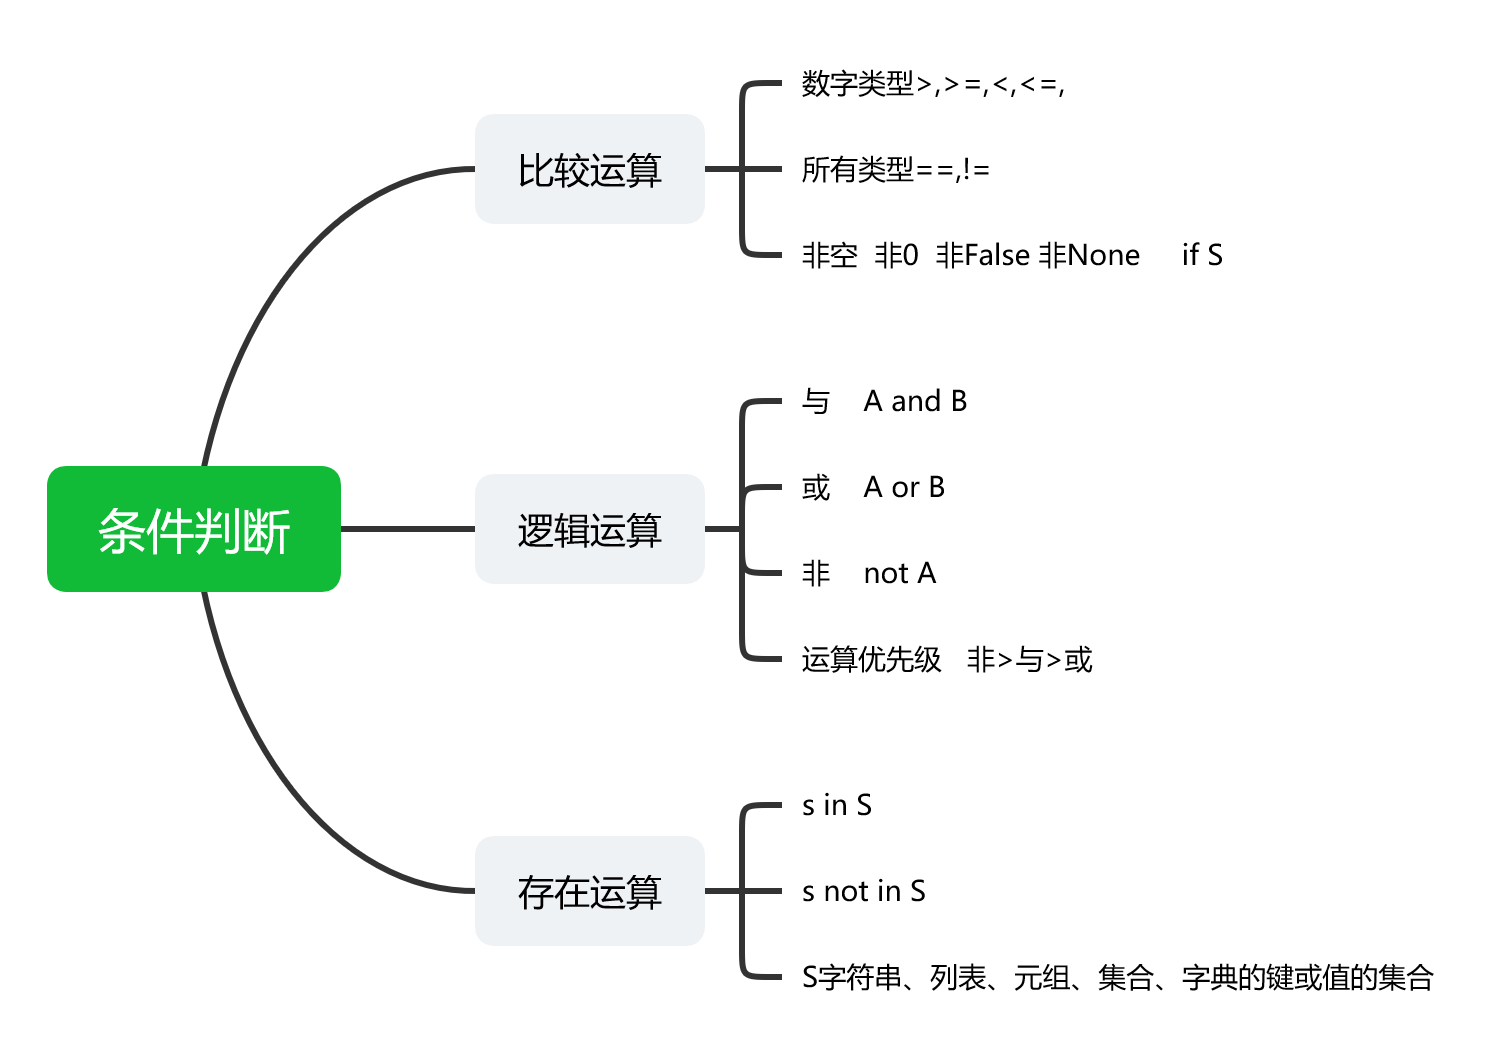 条件判断
比较运算
数字类型>,>=,<,<=,
所有类型==,!=
非空 非0 非False 非None if S
逻辑运算
与 A and B
或 A or B
非 not A
运算优先级 非>与>或
存在运算
s in S
s not in S
S字符串、列表、元组、集合、字典的键或值的集合